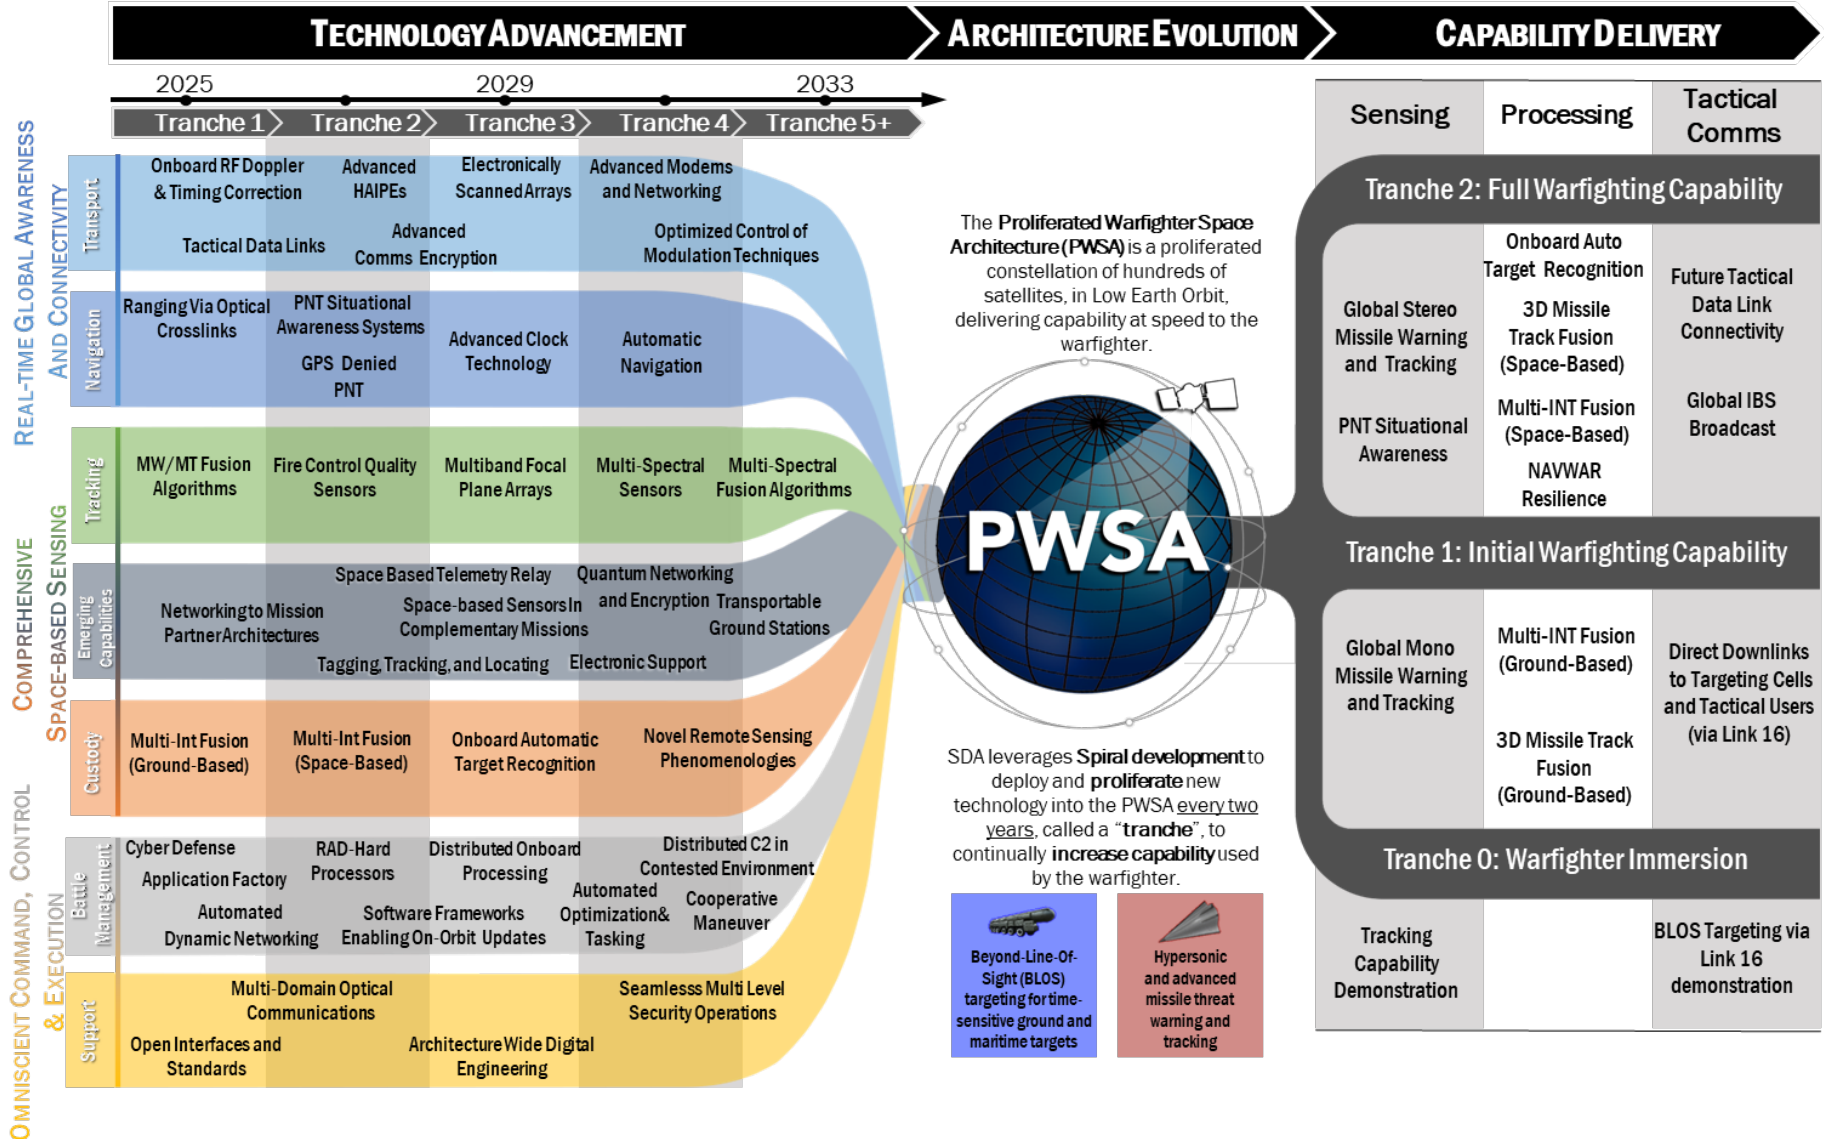 TECHNOLOGY ADVANCEMENT
ARCHITECTURE EVOLUTION
CAPABILITY DELIVERY
2025
2029
2033
Tranche 1
Tranche 2
Tranche 3
Tranche 4
Tranche 5+
REAL-TIME GLOBAL AWARENESS
AND CONNECTIVITY
Transport
Onboard RF Doppler
& Timing Correction
Advanced
HAIPEs
Electronically
Scanned Arrays
Advanced Modems
and Networking
Tactical Data Links
Advanced
Comms Encryption
Optimized Control of
Modulation Techniques
Navigation
Ranging Via Optical
Crosslinks
PNT Situational
Awareness Systems
GPS Denied
PNT
Advanced Clock
Technology
Automatic
Navigation
COMPREHENSIVE
SPACE-BASED SENSING
Tracking
MW/MT Fusion
Algorithms
Fire Control Quality
Sensors
Multiband Focal
Plane Arrays
Multi-Spectral
Sensors
Multi-Spectral
Fusion Algorithms
Emerging
Capabilities
Networking to Mission
Partner Architectures
Space Based Telemetry Relay
Space-based Sensors In
Complementary Missions
Tagging, Tracking, and Locating
Quantum Networking
and Encryption
Transportable
Ground Stations
Electronic Support
Custody
Multi-Int Fusion
(Ground-Based)
Multi-Int Fusion
(Space-Based)
Onboard Automatic
Target Recognition
Novel Remote Sensing
Phenomenologies
OMNISCIENT COMMAND, CONTROL
& EXECUTION
Battle
Management
Cyber Defense
Application Factory
Automated
Dynamic Networking
RAD-Hard
Processors
Software Frameworks
Enabling On-Orbit Updates
Distributed Onboard
Processing
Automated
Optimization&
Tasking
Distributed C2 in
Contested Environment
Cooperative
Maneuver
Support
Multi-Domain Optical
Communications
Open Interfaces and
Standards
Architecture Wide Digital
Engineering
Seamlesss Multi Level
Security Operations
The Proliferated Warfighter Space
Architecture (PWSA) is a proliferated
constellation of hundreds of
satellites, in Low Earth Orbit,
delivering capability at speed to the
warfighter.
PWSA
SDA leverages Spiral development to
deploy and proliferate new
technology into the PWSA every two
years, called a “tranche”, to
continually increase capability used
by the warfighter.
Beyond-Line-Of-
Sight (BLOS)
targeting for time-
sensitive ground and
maritime targets
Hypersonic
and advanced
missile threat
warning and
tracking
Sensing
Processing
Tactical
Comms
Tranche 2: Full Warfighting Capability
Global Stereo
Missile Warning
and Tracking
PNT Situational
Awareness
Onboard Auto
Target Recognition
3D Missile
Track Fusion
(Space-Based)
Multi-INT Fusion
(Space-Based)
NAVWAR
Resilience
Future Tactical
Data Link
Connectivity
Global IBS
Broadcast
Tranche 1: Initial Warfighting Capability
Global Mono
Missile Warning
and Tracking
Multi-INT Fusion
(Ground-Based)
3D Missile Track
Fusion
(Ground-Based)
Direct Downlinks
to Targeting Cells
and Tactical Users
(via Link 16)
Tranche 0: Warfighter Immersion
Tracking
Capability
Demonstration
BLOS Targeting via
Link 16
demonstration